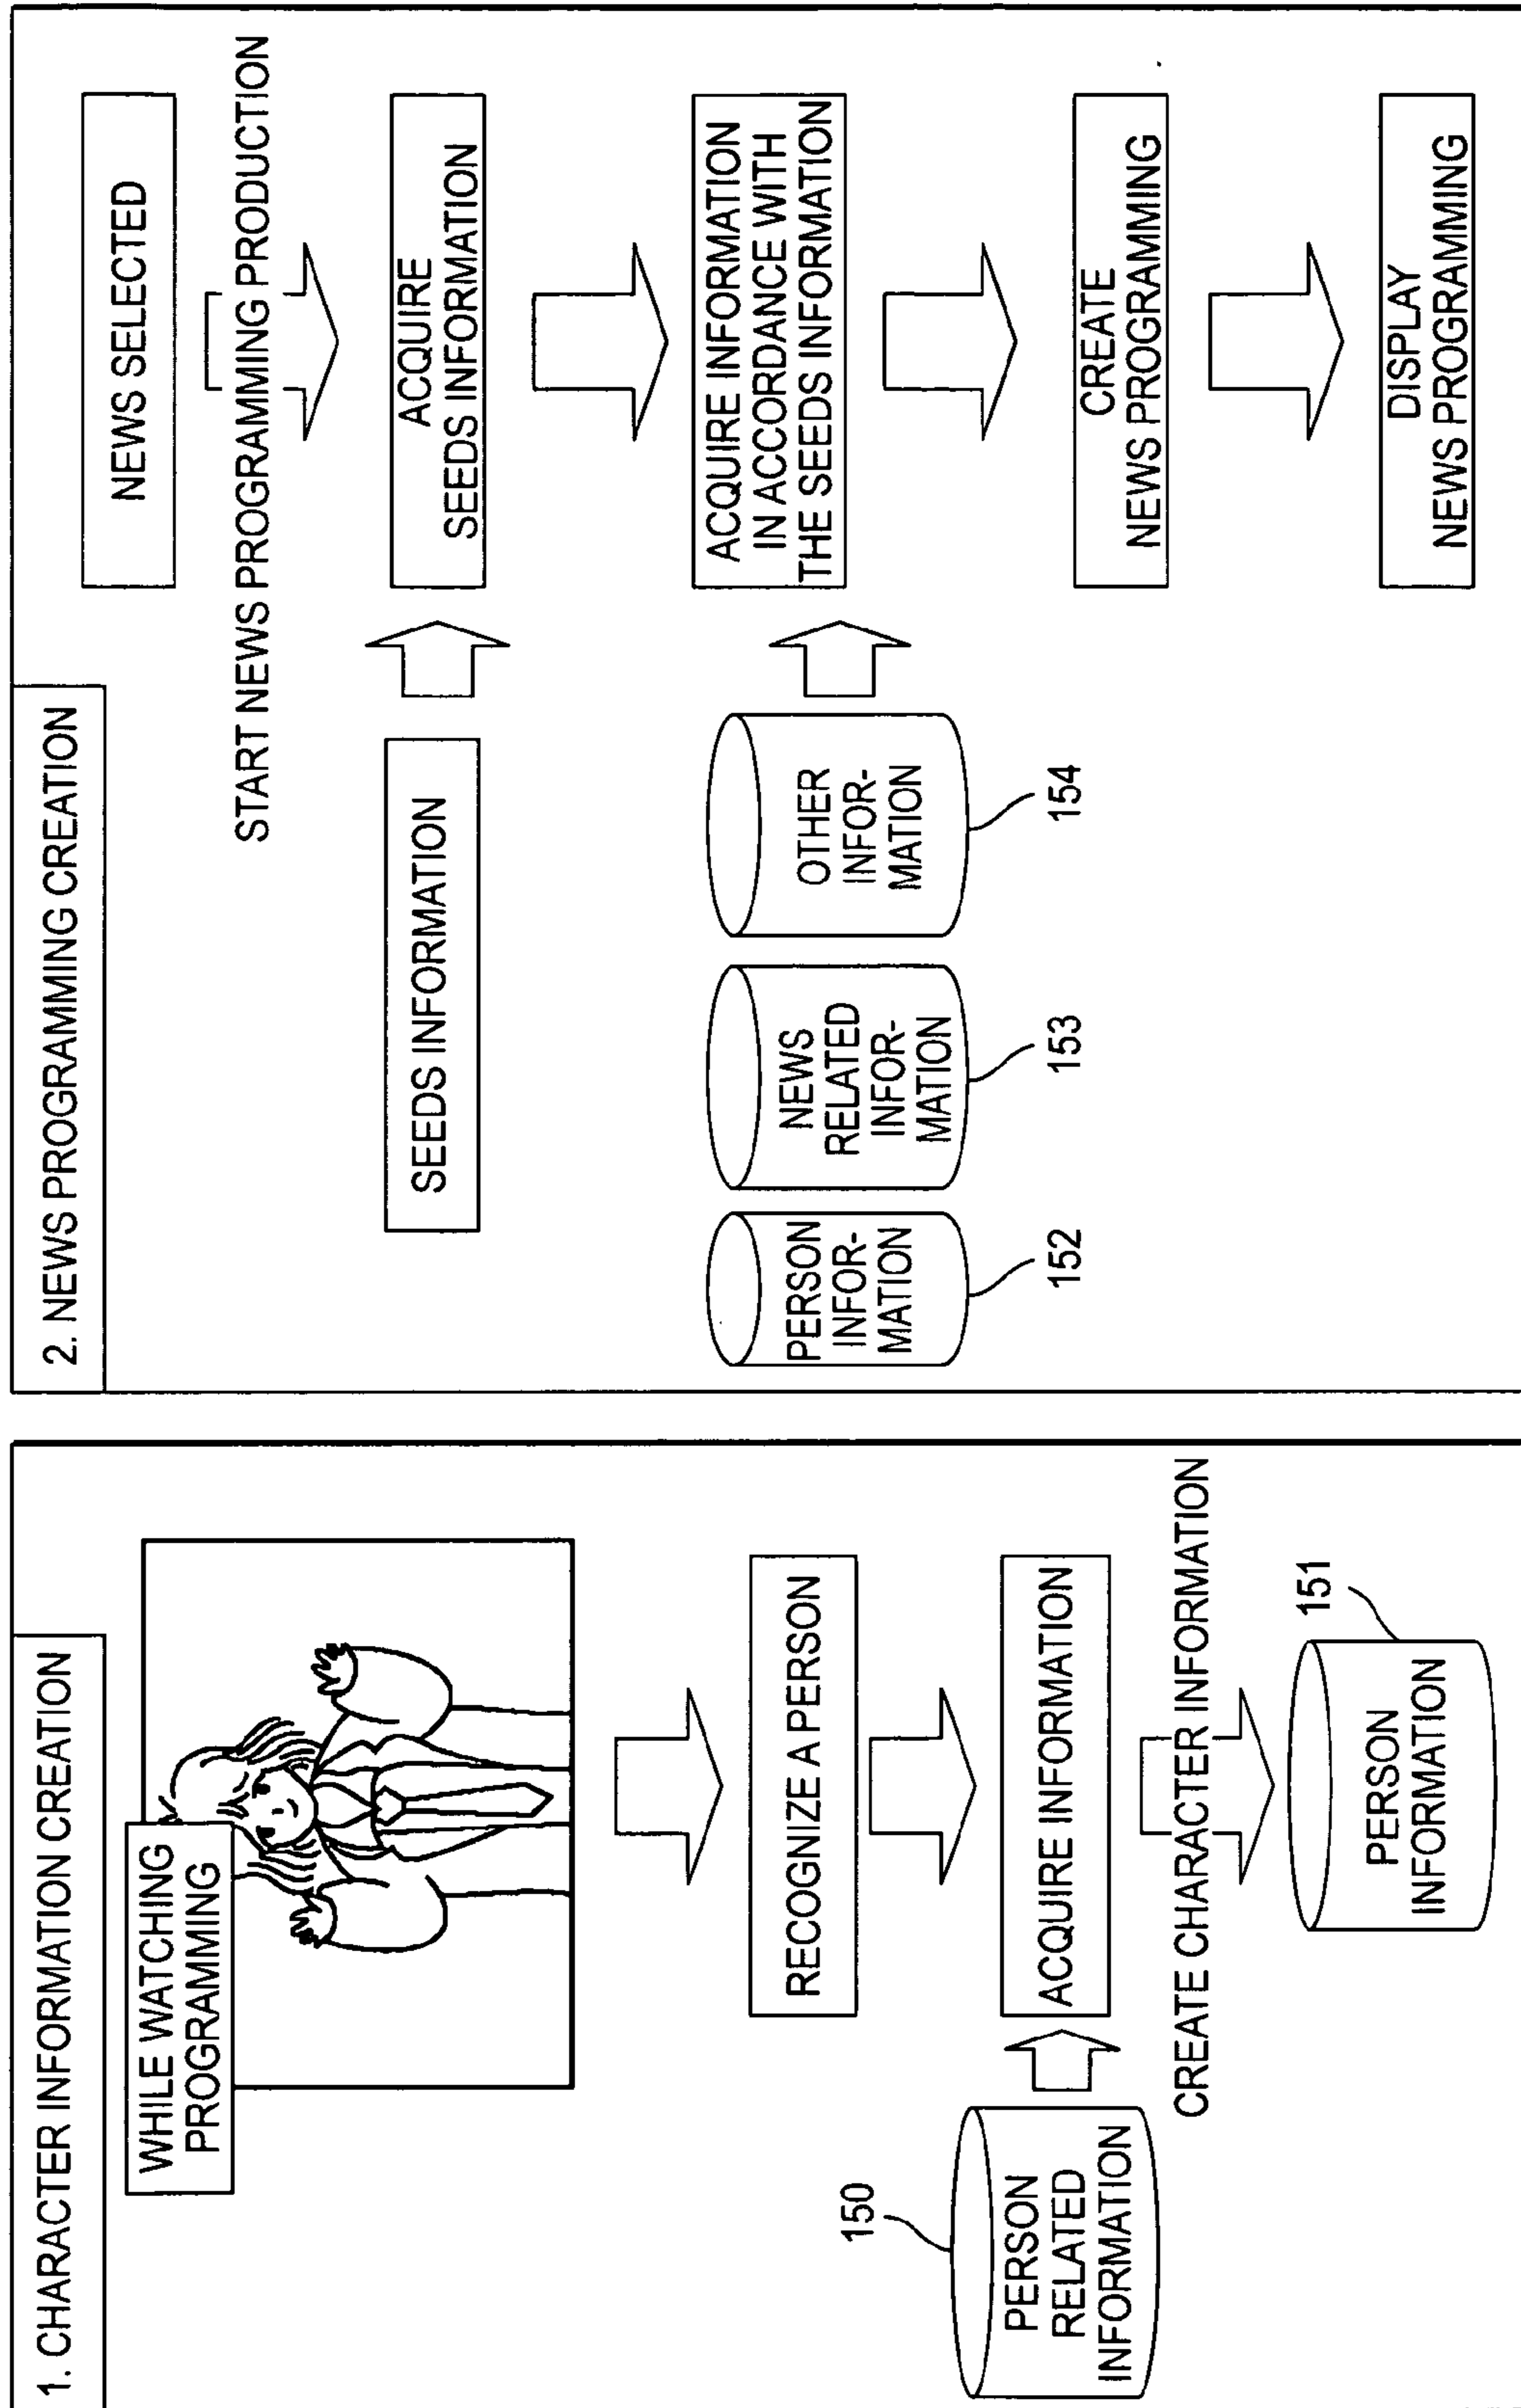 1. CHARACTER INFORMATION CREATION
WHILE WATCHING
PROGRAMMING
RECOGNIZE A PERSON
150
PERSON
RELATED
INFORMATION
ACQUIRE INFORMATION
CREATE CHARACTER INFORMATION
151
PERSON
INFORMATION
2. NEWS PROGRAMMING CREATION
NEWS SELECTED
START NEWS PROGRAMMING PRODUCTION
SEEDS INFORMATION
ACQUIRE
SEEDS INFORMATION
PERSON
INFOR-
MATION
152
NEWS
RELATED
INFOR-
MATION
153
OTHER
INFOR-
MATION
154
ACQUIRE INFORMATION
IN ACCORDANCE WITH
THE SEEDS INFORMATION
CREATE
NEWS PROGRAMMING
DISPLAY
NEWS PROGRAMMING